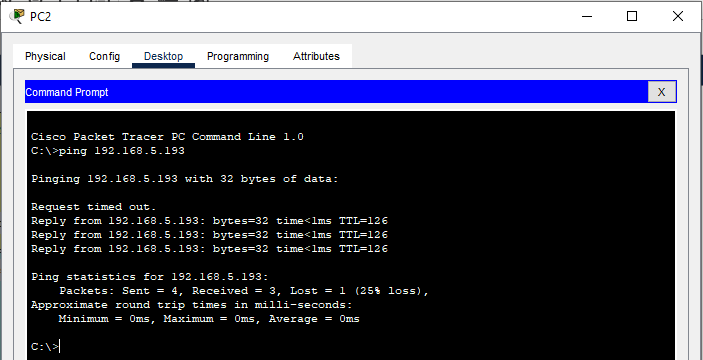 PC2
Physical Config Desktop Programming Attributes
Command Prompt X
Cisco Packet Tracer PC Command Line 1.0
C:\>ping 192.168.5.193
Pinging 192.168.5.193 with 32 bytes of data:
Request timed out.
Reply from 192.168.5.193: bytes=32 time<1ms TTL=126
Reply from 192.168.5.193: bytes=32 time<1ms TTL=126
Reply from 192.168.5.193: bytes=32 time<1ms TTL=126
Ping statistics for 192.168.5.193:
    Packets: Sent = 4, Received = 3, Lost = 1 (25% loss),
Approximate round trip times in milli-seconds:
    Minimum = 0ms, Maximum = 0ms, Average = 0ms
C:\>